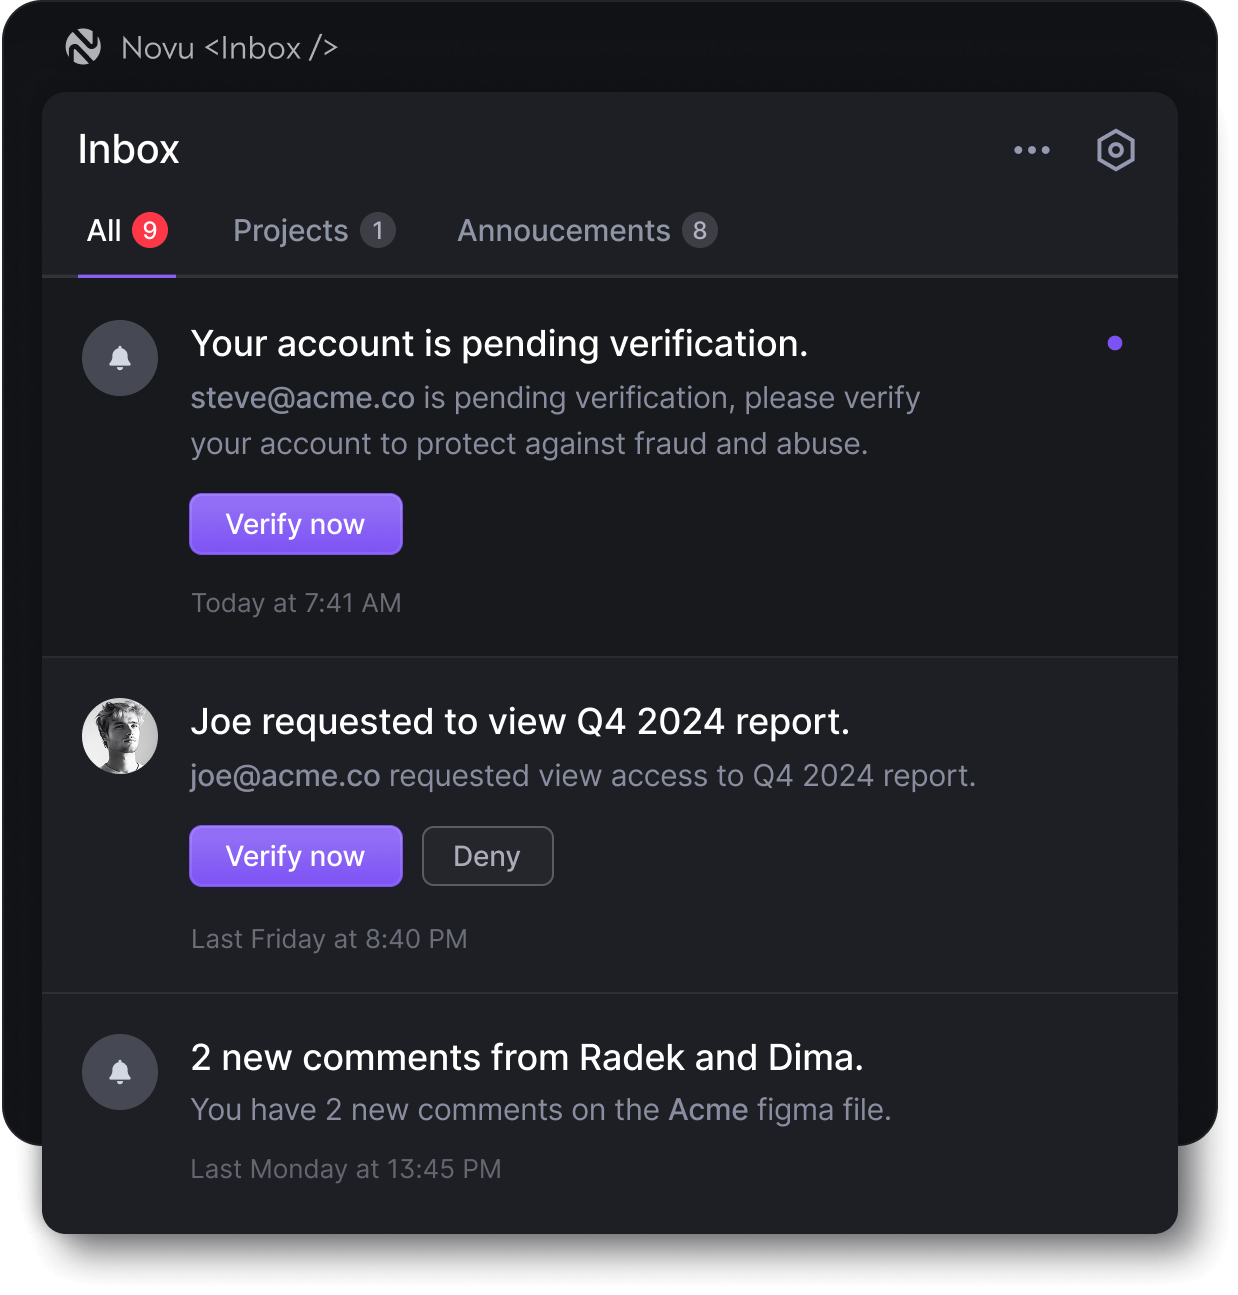 Novu <Inbox />
Inbox
All 9 Projects 1 Annoucements 8
Your account is pending verification.
steve@acme.co is pending verification, please verify
your account to protect against fraud and abuse.
Verify now
Today at 7:41 AM
Joe requested to view Q4 2024 report.
joe@acme.co requested view access to Q4 2024 report.
Verify now Deny
Last Friday at 8:40 PM
2 new comments from Radek and Dima.
You have 2 new comments on the Acme figma file.
Last Monday at 13:45 PM